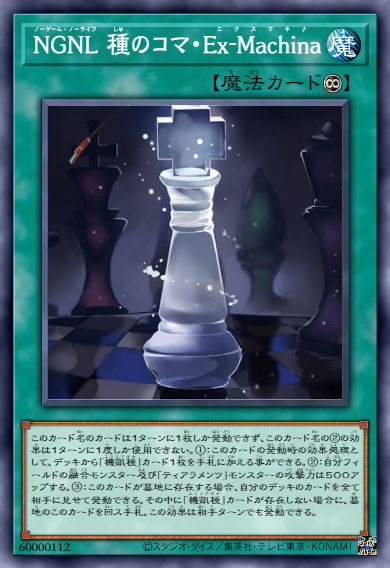 ノーゲーム・ノーライフ しゅ エクスマキナ
NGNL 種のコマ・Ex-Machina 魔
【魔法カード】
このカード名のカードは1ターンに1枚しか発動できず、このカード名の②の効
果は1ターンに1度しか使用できない。①:このカードの発動時の効果処理と
して、デッキから「機凱種」カード1枚を手札に加える事ができる。②:自分フィ
ールドの融合モンスター及び「ティアラメンツ」モンスターの攻撃力は500ア
ップする。③:このカードが墓地に存在する場合、自分のデッキのカードを全て
相手に見せて発動できる。その中に「機凱種」カードが存在しない場合に、墓
地のこのカードを回ス手札。この効果は相手ターンでも発動できる。
60000112
©スタジオ・ダイス/集英社・テレビ東京・KONAMI